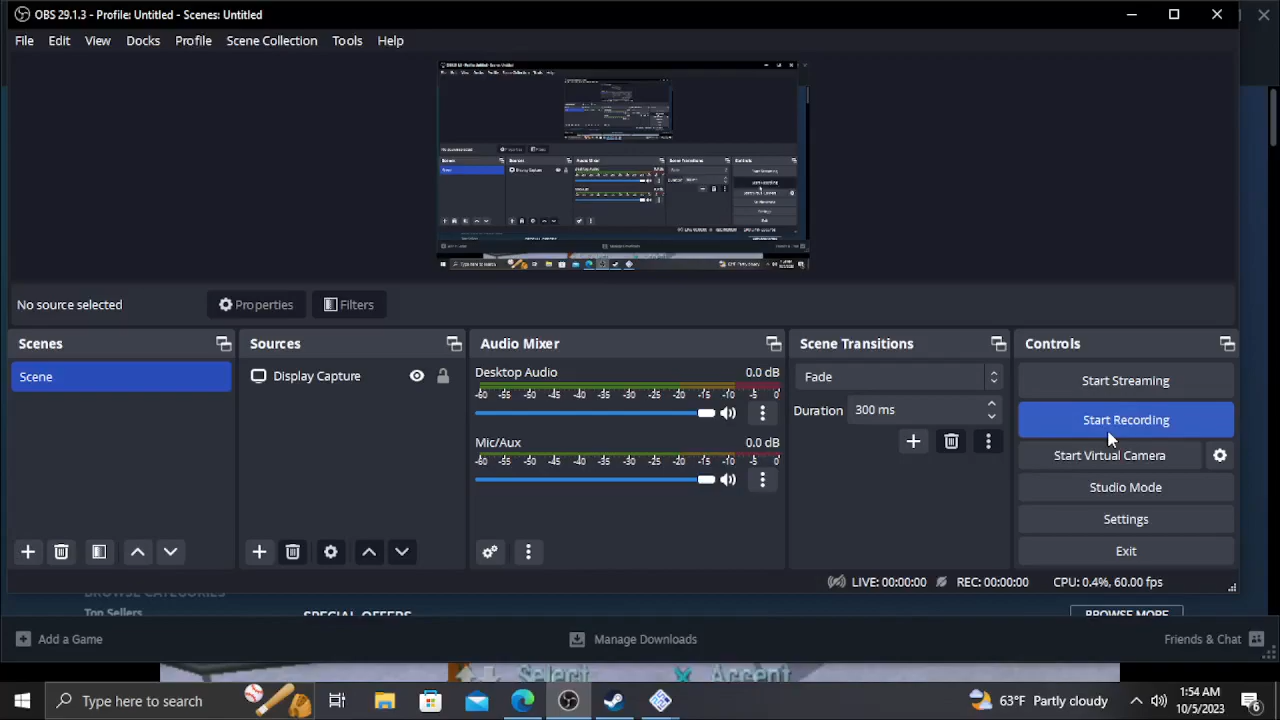 OBS 29.1.3 - Profile: Untitled - Scenes: Untitled
File Edit View Docks Profile Scene Collection Tools Help
No source selected Properties Filters
Scenes
Scene
Sources
Display Capture
Audio Mixer
Desktop Audio 0.0 dB
-60 -55 -50 -45 -40 -35 -30 -25 -20 -15 -10 -5 0
Mic/Aux 0.0 dB
-60 -55 -50 -45 -40 -35 -30 -25 -20 -15 -10 -5 0
Scene Transitions
Fade
Duration 300 ms
Controls
Start Streaming
Start Recording
Start Virtual Camera
Studio Mode
Settings
Exit
LIVE: 00:00:00 REC: 00:00:00 CPU: 0.4%, 60.00 fps
BROWSE CATEGORIES
Top Sellers
SPECIAL OFFERS
BROWSE MORE
Add a Game Manage Downloads Friends & Chat
Select Accent
Type here to search
63°F Partly cloudy
1:54 AM
10/5/2023
6